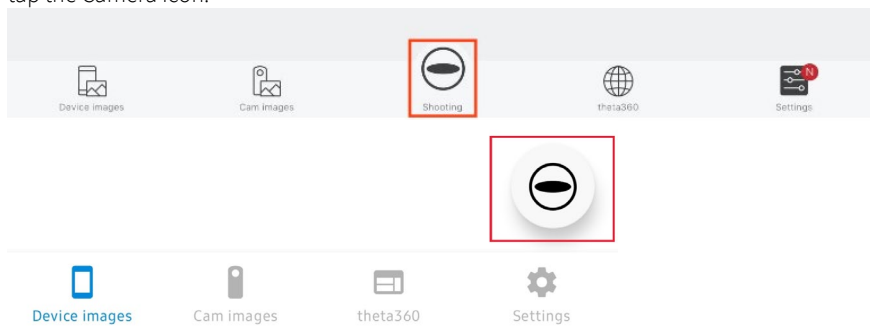 tap the Camera icon.
N
Device images Cam images Shooting theta360 Settings
Device images Cam images theta360 Settings